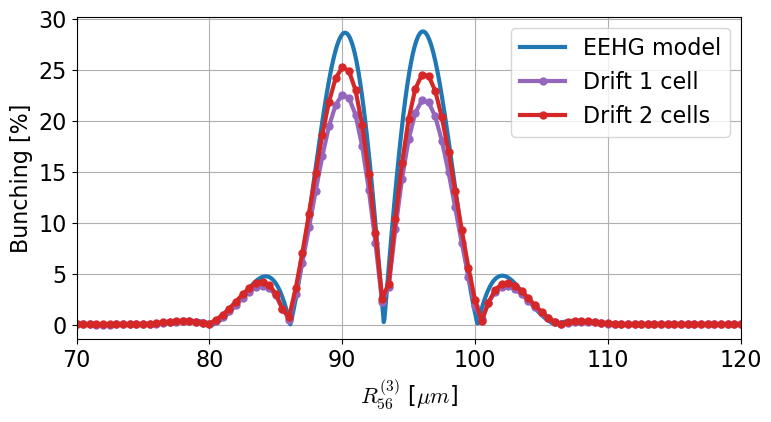 30
25
20
15
10
5
0
Bunching [%]
EEHG model
Drift 1 cell
Drift 2 cells
70 80 90 100 110 120
$R_{56}^{(3)}$ [$\mu m$]